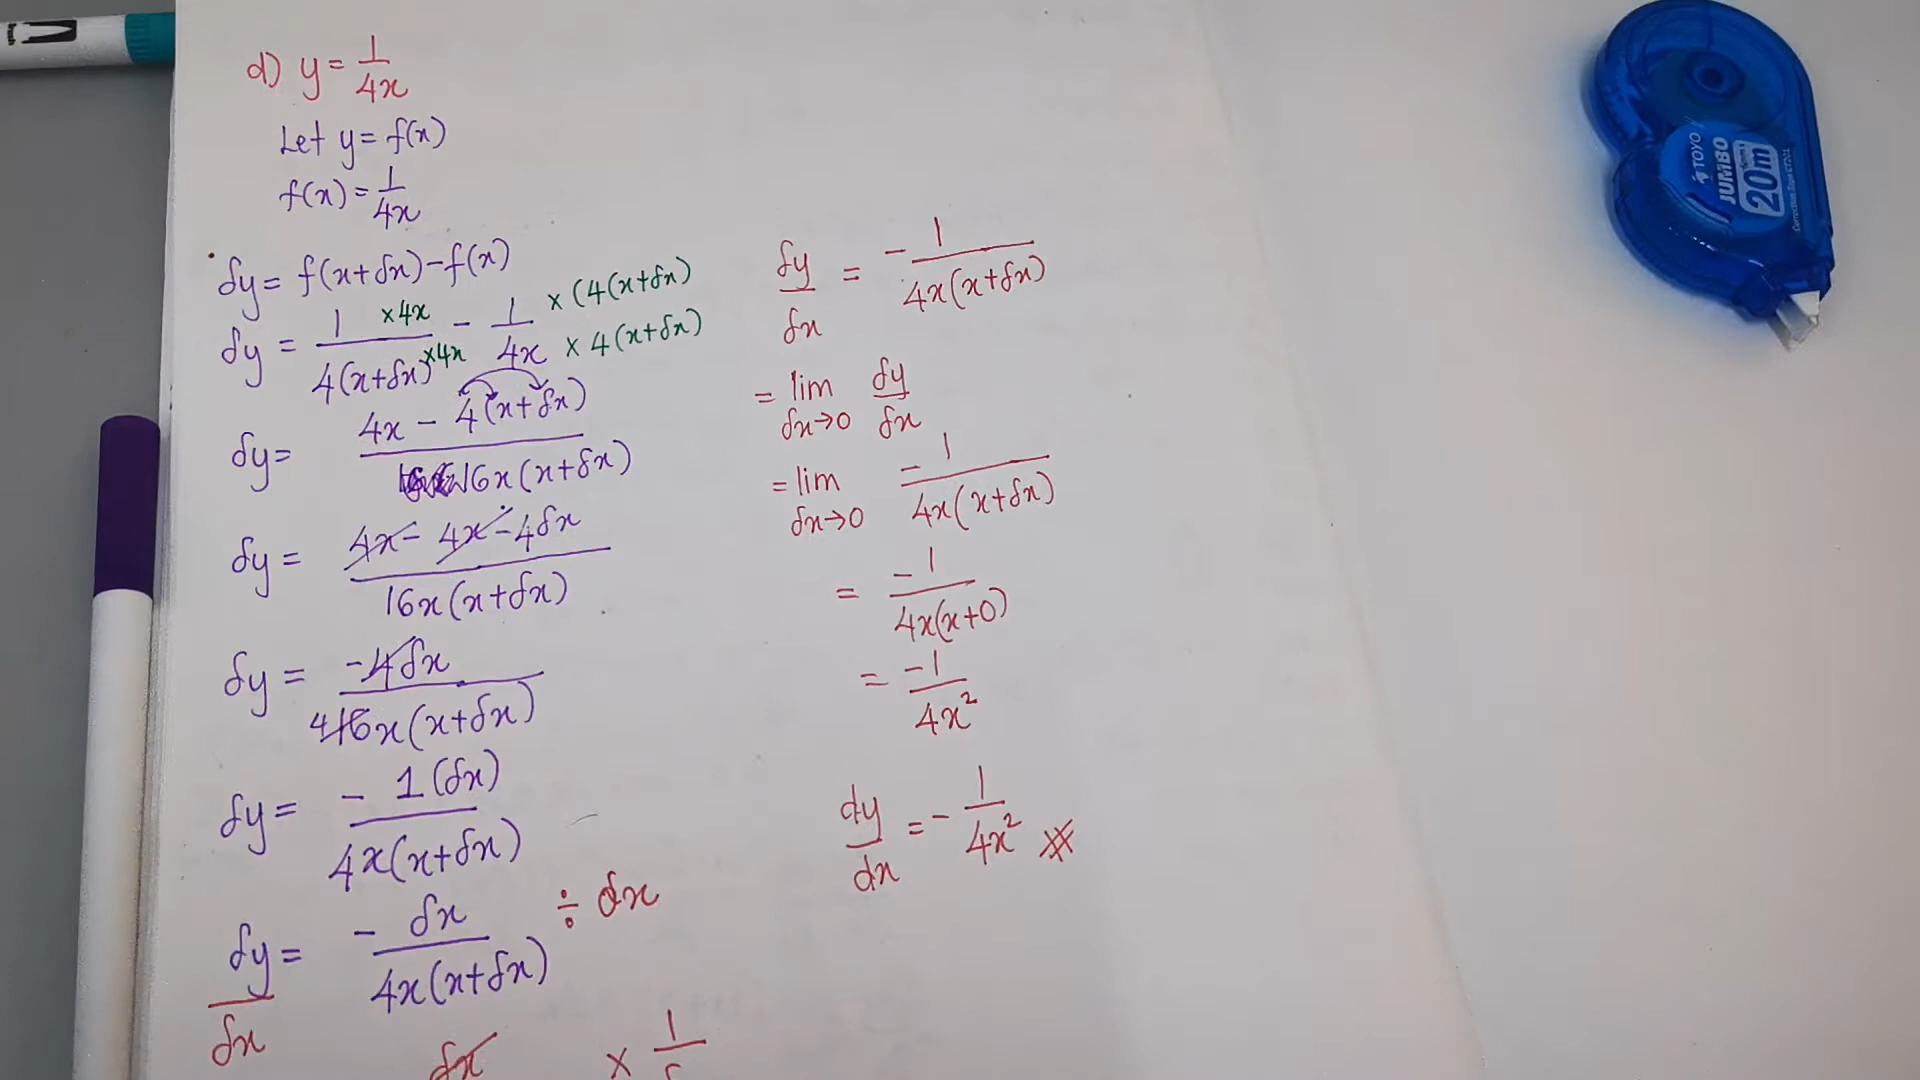 d) y = 1/4x
Let y = f(x)
f(x) = 1/4x
δy = f(x+δx) - f(x)
δy = 1 ×4x / 4(x+δx) ×4x - 1/4x × (4(x+δx) / × 4(x+δx)
δy = 4x - 4(x+δx) / 16x(x+δx)
δy = 4x - 4x - 4δx / 16x(x+δx)
δy = -4δx / 4 16x(x+δx)
δy = - 1(δx) / 4x(x+δx)
δy/δx = - δx / 4x(x+δx) ÷ δx
δx × 1
δy/δx = - 1 / 4x(x+δx)
= lim δx→0 δy/δx
= lim δx→0 -1 / 4x(x+δx)
= -1 / 4x(x+0)
= -1 / 4x²
dy/dx = - 1 / 4x²
TOYO
JUMBO
20m